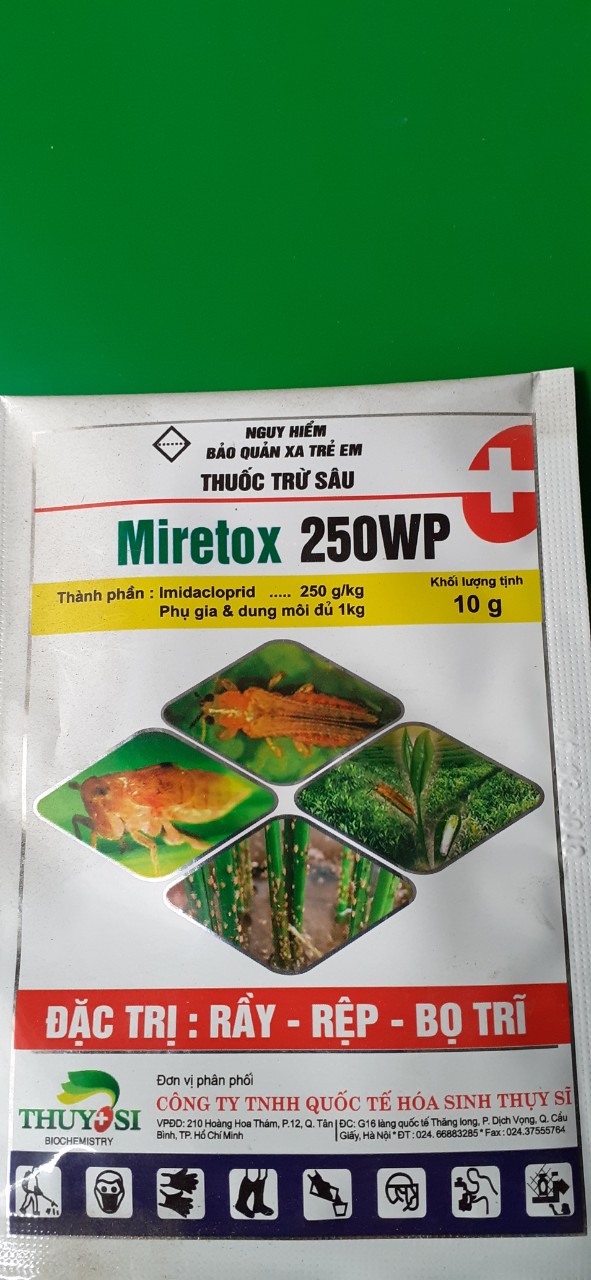 NGUY HIỂM
BẢO QUẢN XA TRẺ EM
THUỐC TRỪ SÂU
Miretox 250WP
Thành phần : Imidacloprid ..... 250 g/kg
Phụ gia & dung môi đủ 1kg
Khối lượng tịnh
10 g
ĐẶC TRỊ : RẦY - RỆP - BỌ TRĨ
THUYSI
BIOCHEMISTRY
Đơn vị phân phối
CÔNG TY TNHH QUỐC TẾ HÓA SINH THỤY SĨ
VPĐD: 210 Hoàng Hoa Thám, P.12, Q. Tân
Bình, TP. Hồ Chí Minh
ĐC: G16 làng quốc tế Thăng long, P. Dịch Vọng, Q. Cầu
Giấy, Hà Nội * ĐT : 024. 66883285 * Fax : 024.37555764